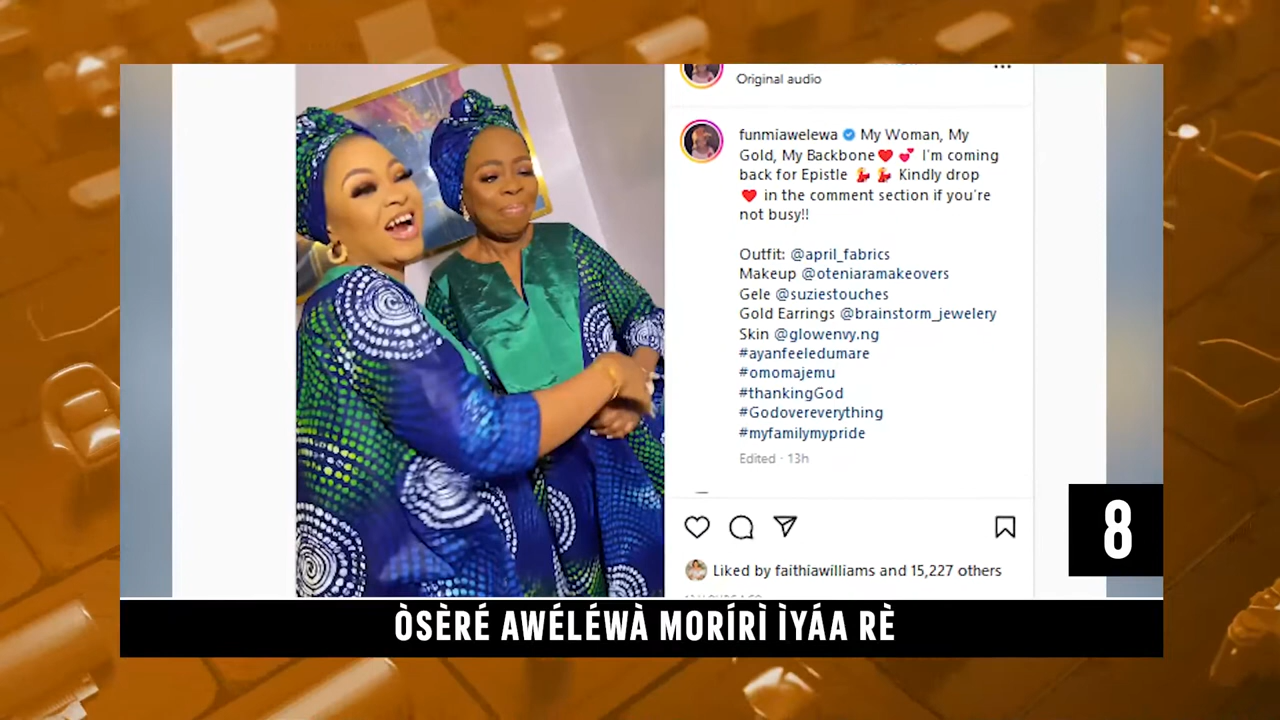 Original audio
funmiawelewa My Woman, My
Gold, My Backbone❤️ 💕 I'm coming
back for Epistle 💃 💃 Kindly drop
❤️ in the comment section if you're
not busy!!
Outfit: @april_fabrics
Makeup @oteniaramakeovers
Gele @suziestouches
Gold Earrings @brainstorm_jewelery
Skin @glowenvy.ng
#ayanfeeledumare
#omomajemu
#thankingGod
#Godovereverything
#myfamilymypride
Edited · 13h
Liked by faithiawilliams and 15,227 others
8
ÒSÈRÉ AWÉLÉWÀ MORÍRÌ ÌYÁA RÈ